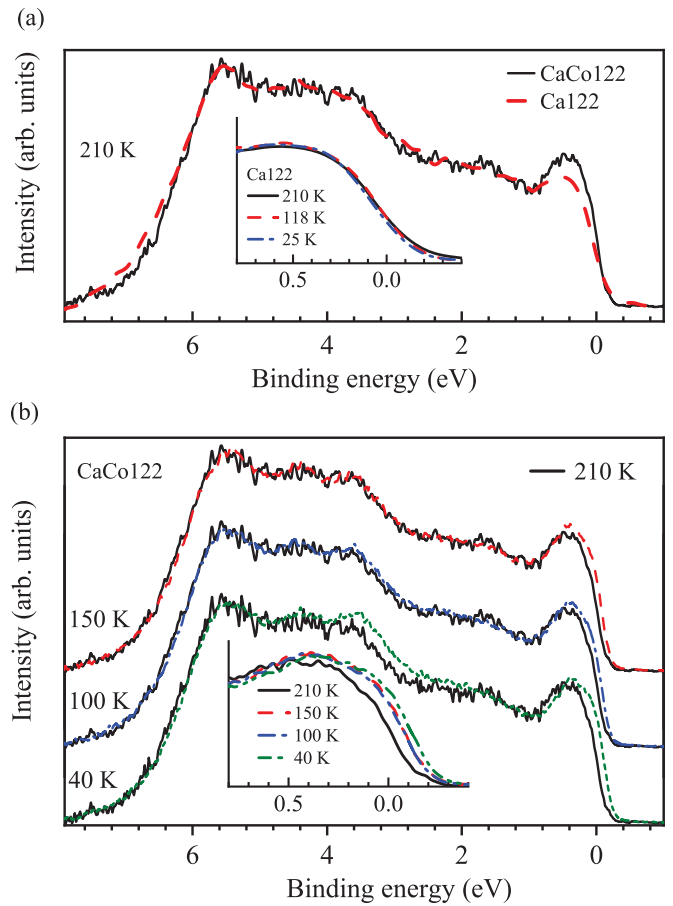 (a)
CaCo122
Ca122
210 K
Ca122
210 K
118 K
25 K
0.5 0.0
Intensity (arb. units)
6 4 2 0
Binding energy (eV)
(b)
CaCo122
210 K
150 K
100 K
40 K
210 K
150 K
100 K
40 K
0.5 0.0
Intensity (arb. units)
6 4 2 0
Binding energy (eV)